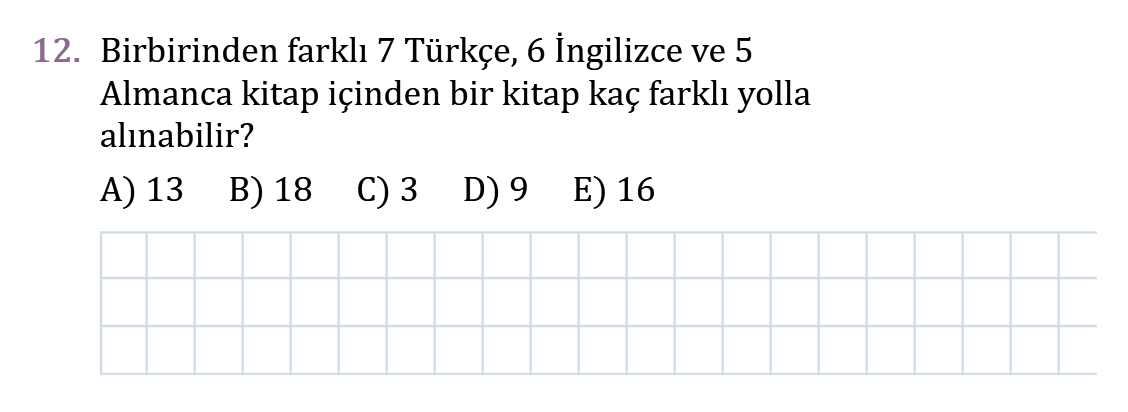 12. Birbirinden farklı 7 Türkçe, 6 İngilizce ve 5
Almanca kitap içinden bir kitap kaç farklı yolla
alınabilir?
A) 13 B) 18 C) 3 D) 9 E) 16